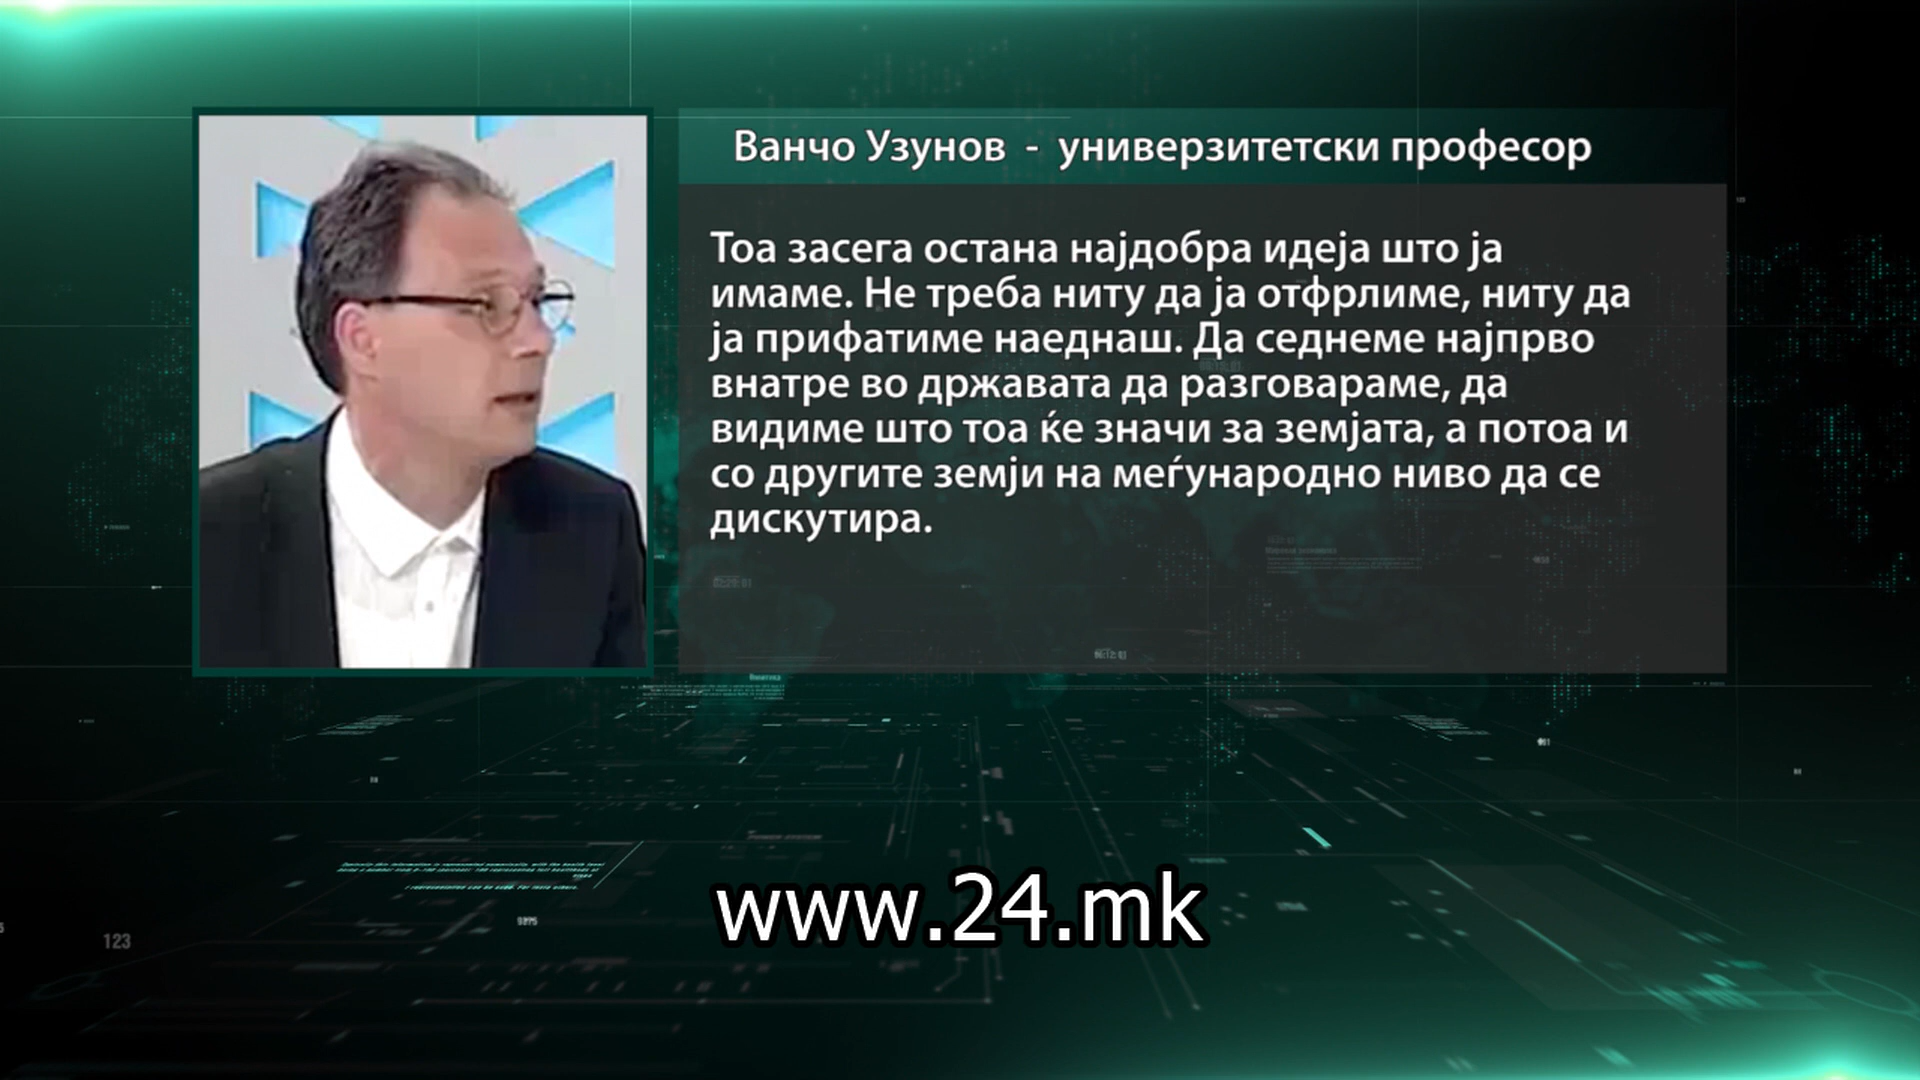 Ванчо Узунов - универзитетски професор
Тоа засега остана најдобра идеја што ја
имаме. Не треба ниту да ја отфрлиме, ниту да
ја прифатиме наеднаш. Да седнеме најпрво
внатре во државата да разговараме, да
видиме што тоа ќе значи за земјата, а потоа и
со другите земји на меѓународно ниво да се
дискутира.
www.24.mk
123